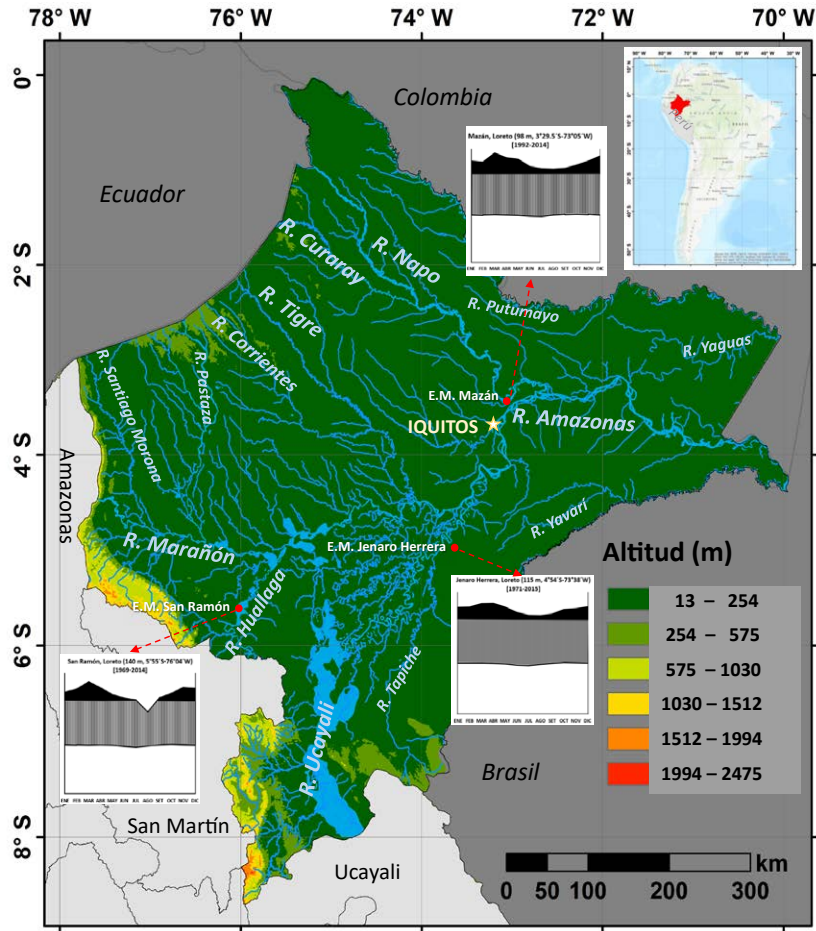 78° W
76° W
74° W
72° W
70° W
0°
2°S
4°S
6°S
8°S
Colombia
Ecuador
Mazán, Loreto (98 m, 3°29.5´S-73°05´W)
[1992-2014]
ENE FEB MAR ABR MAY JUN JUL AGO SET OCT NOV DIC
Perú
R. Curaray
R. Napo
R. Tigre
R. Corrientes
R. Putumayo
R. Yaguas
R. Santiago Morona
R. Pastaza
E.M. Mazán
IQUITOS
R. Amazonas
Amazonas
R. Marañón
E.M. Jenaro Herrera
R. Yavarí
Altitud (m)
13 – 254
254 – 575
575 – 1030
1030 – 1512
1512 – 1994
1994 – 2475
Jenaro Herrera, Loreto (115 m, 4°54´S-73°38´W)
[1971-2015]
ENE FEB MAR ABR MAY JUN JUL AGO SET OCT NOV DIC
E.M. San Ramón
R. Huallaga
San Ramón, Loreto (140 m, 5°55´S-76°04´W)
[1969-2014]
ENE FEB MAR ABR MAY JUN JUL AGO SET OCT NOV DIC
R. Tapiche
R. Ucayali
Brasil
San Martín
Ucayali
km
0 50 100 200 300